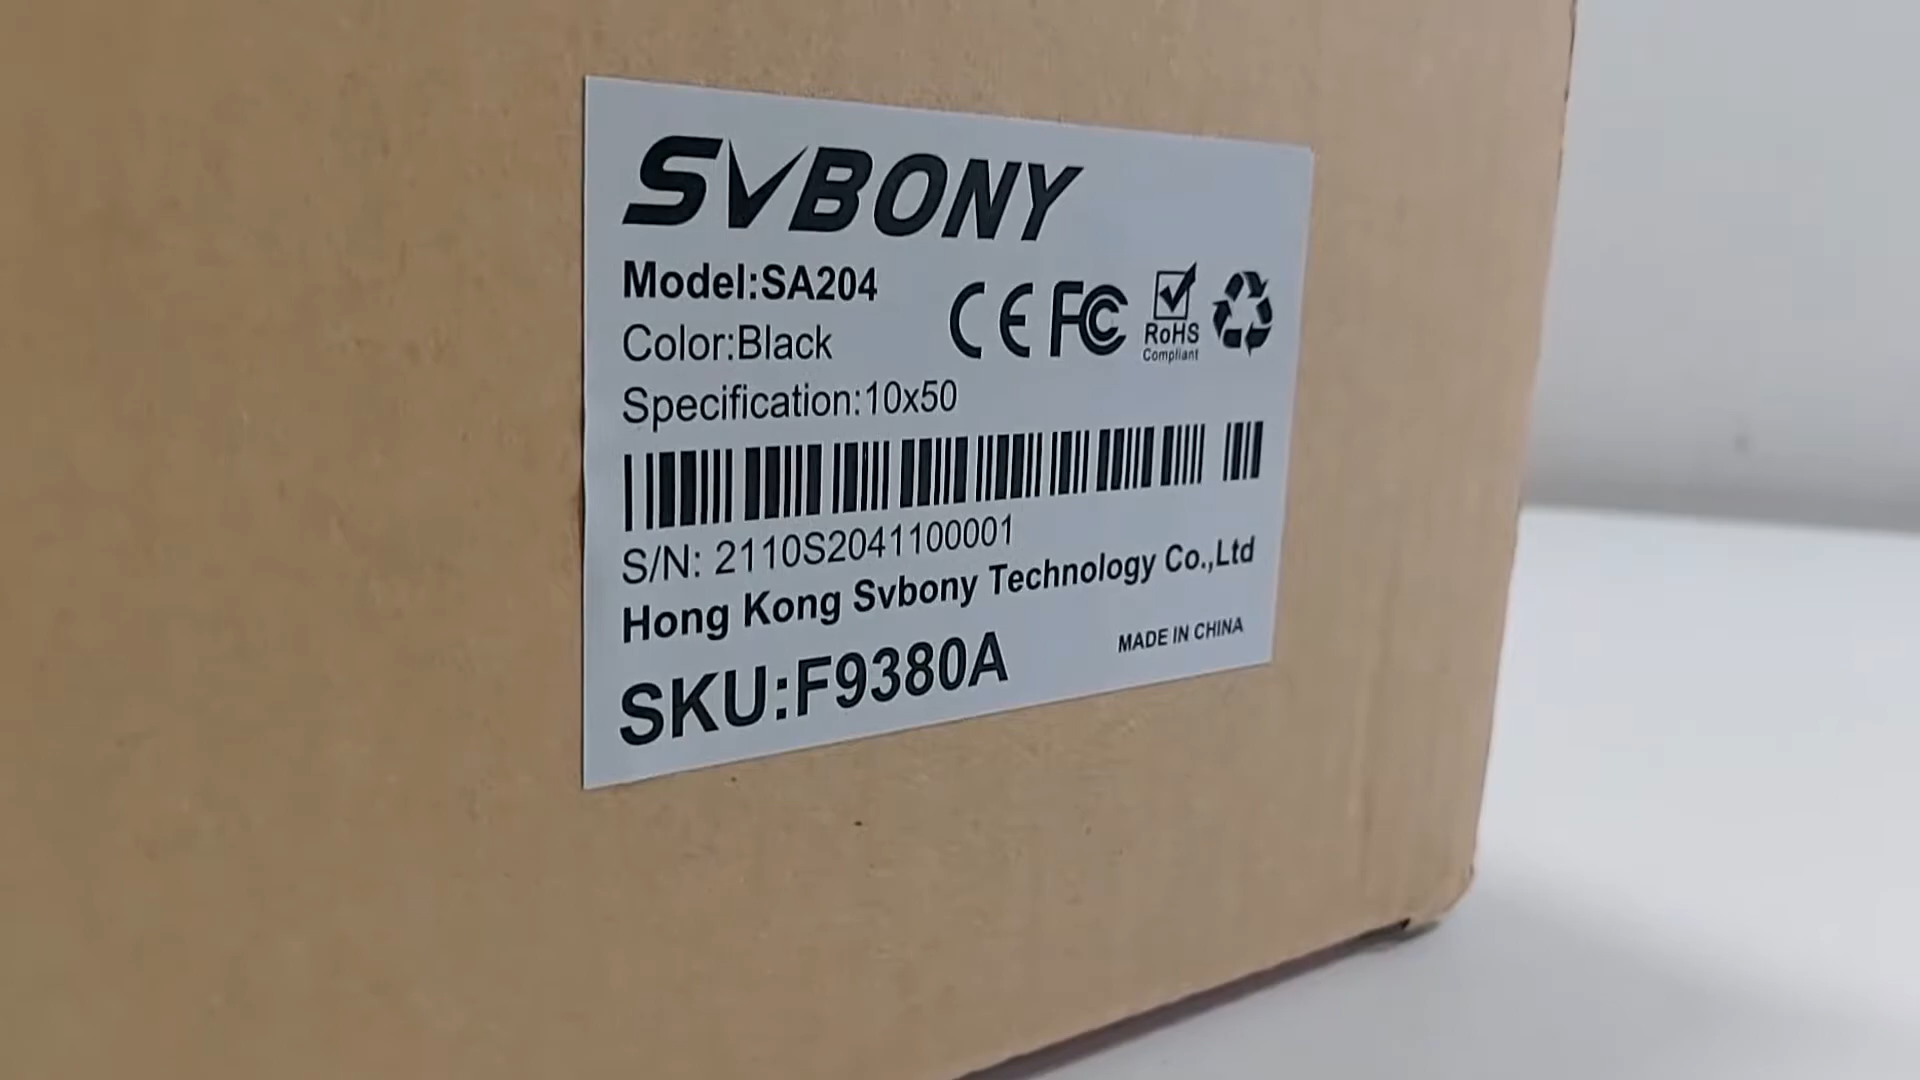 SVBONY
Model:SA204
Color:Black
CE FC RoHS
Compliant
Specification:10x50
S/N: 2110S2041100001
Hong Kong Svbony Technology Co.,Ltd
SKU:F9380A
MADE IN CHINA